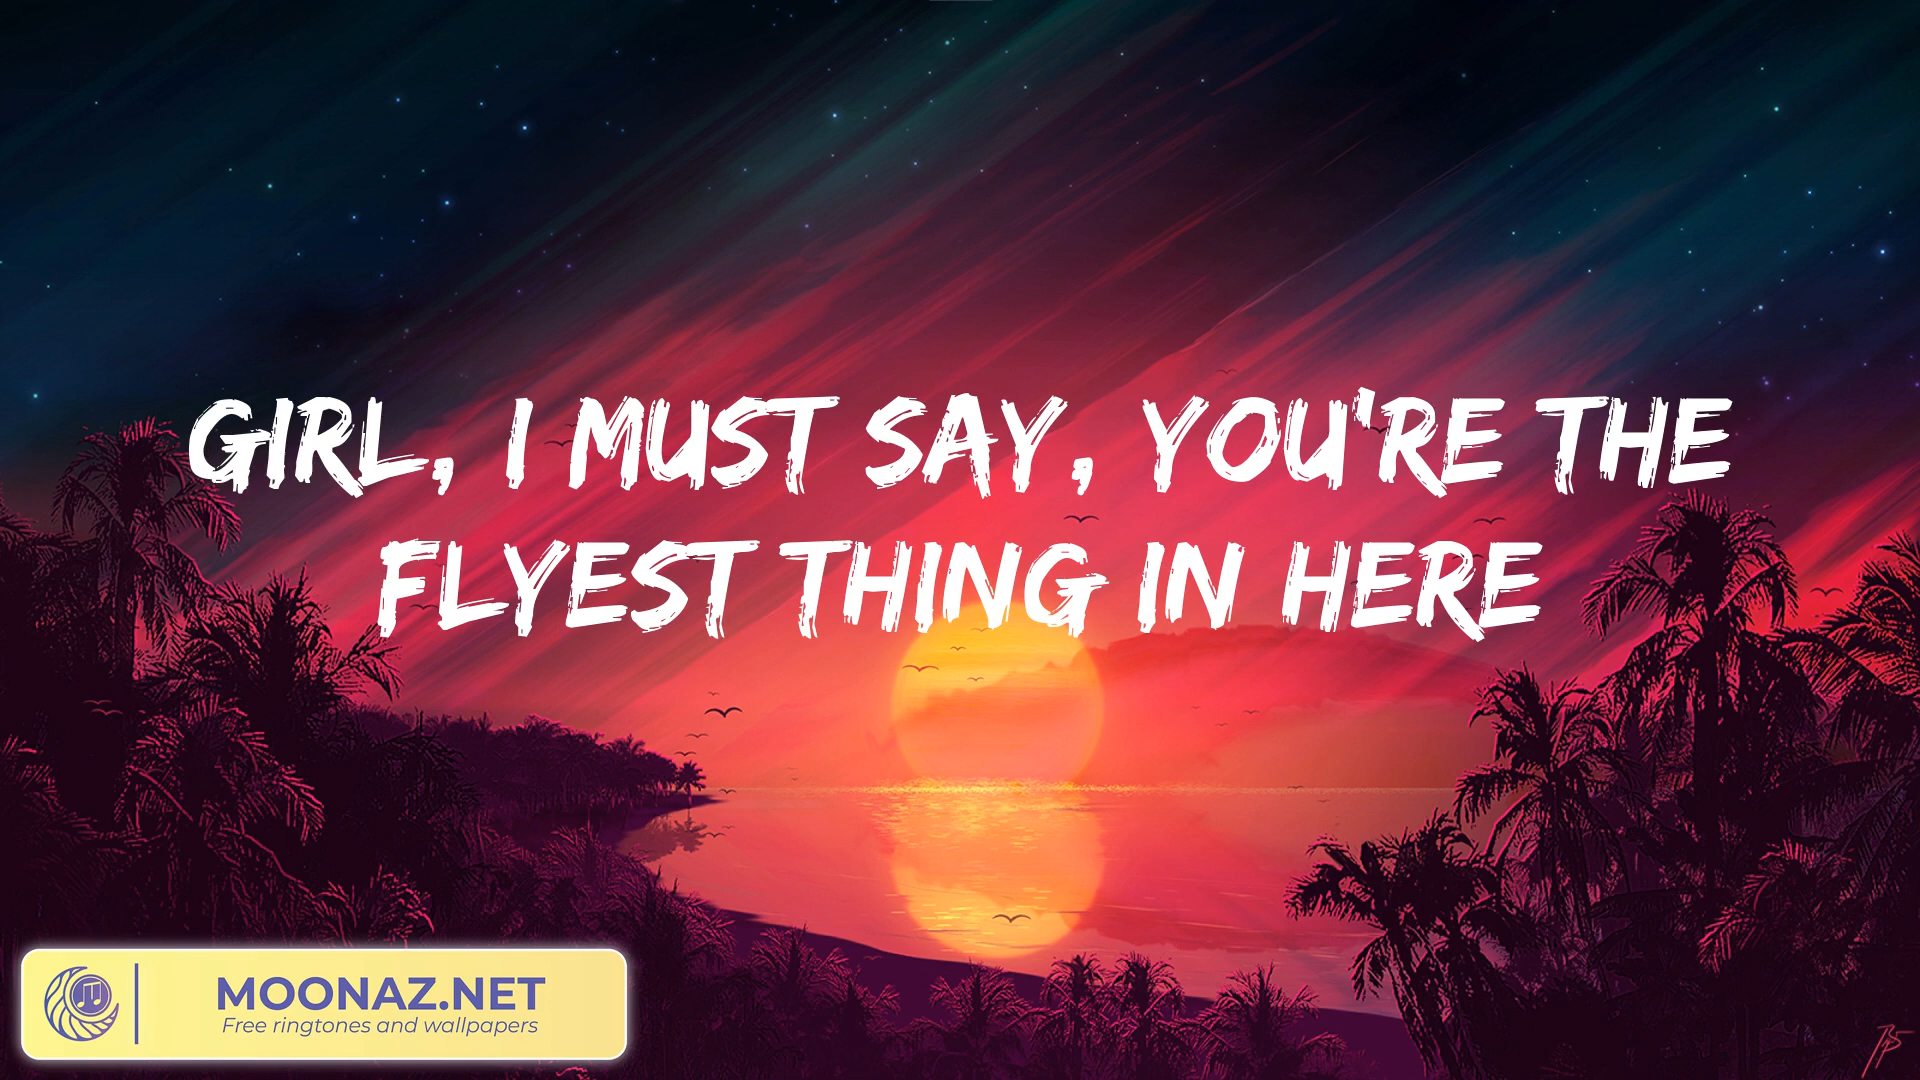 GIRL, I MUST SAY, YOU'RE THE
FLYEST THING IN HERE
MOONAZ.NET
Free ringtones and wallpapers